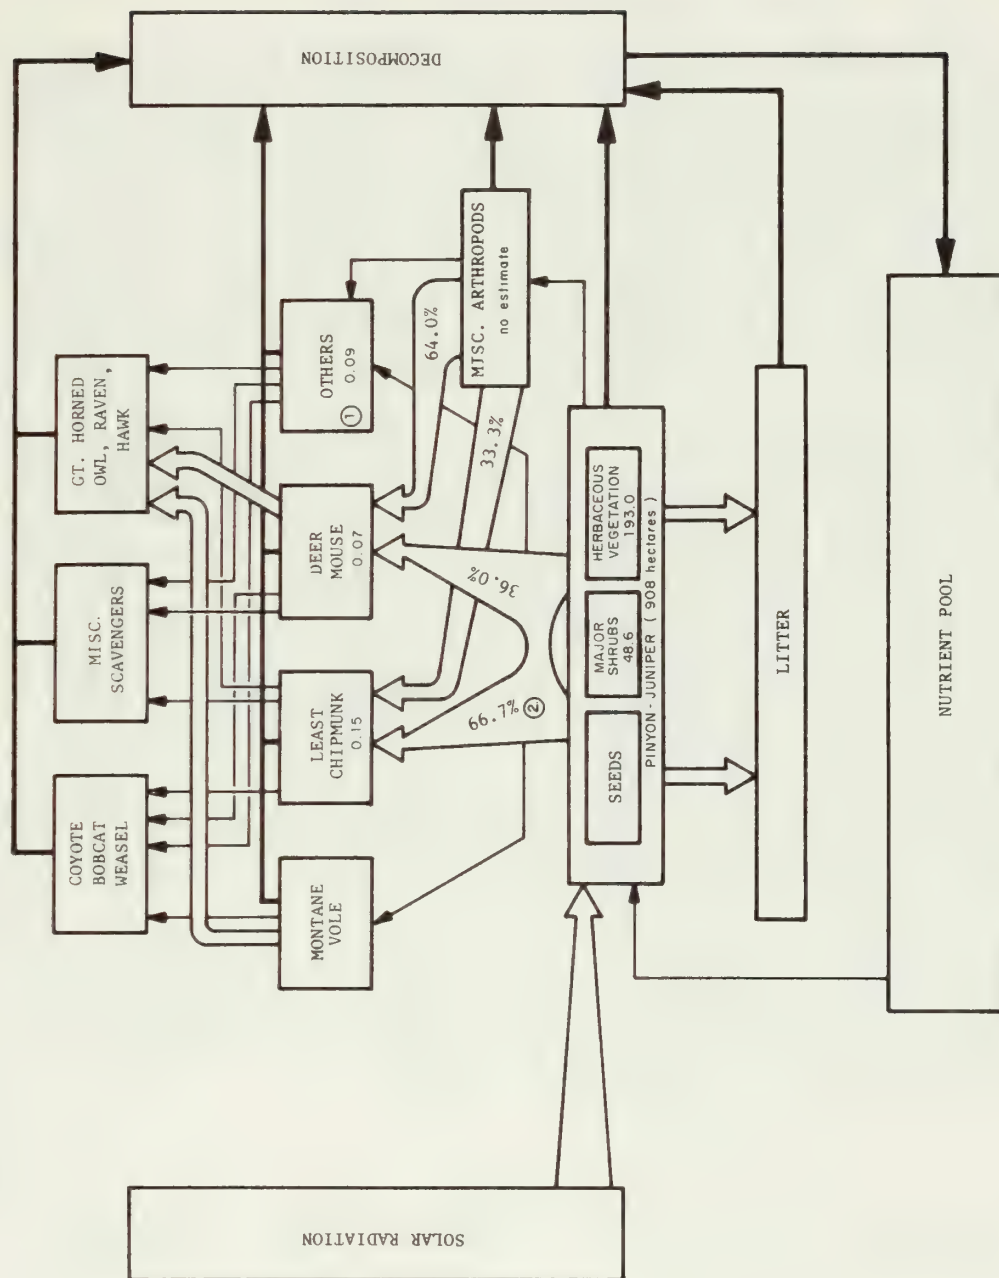 DECOMPOSITION
GT. HORNED
OWL, RAVEN,
HAWK
MISC.
SCAVENGERS
COYOTE
BOBCAT
WEASEL
OTHERS
① 0.09
DEER
MOUSE
0.07
LEAST
CHIPMUNK
0.15
MONTANE
VOLE
MISC. ARTHROPODS
no estimate
64.0%
33.3%
36.0%
66.7% ②
SEEDS
MAJOR
SHRUBS
48.6
HERBACEOUS
VEGETATION
193.0
PINYON-JUNIPER ( 908 hectares )
LITTER
NUTRIENT POOL
SOLAR RADIATION